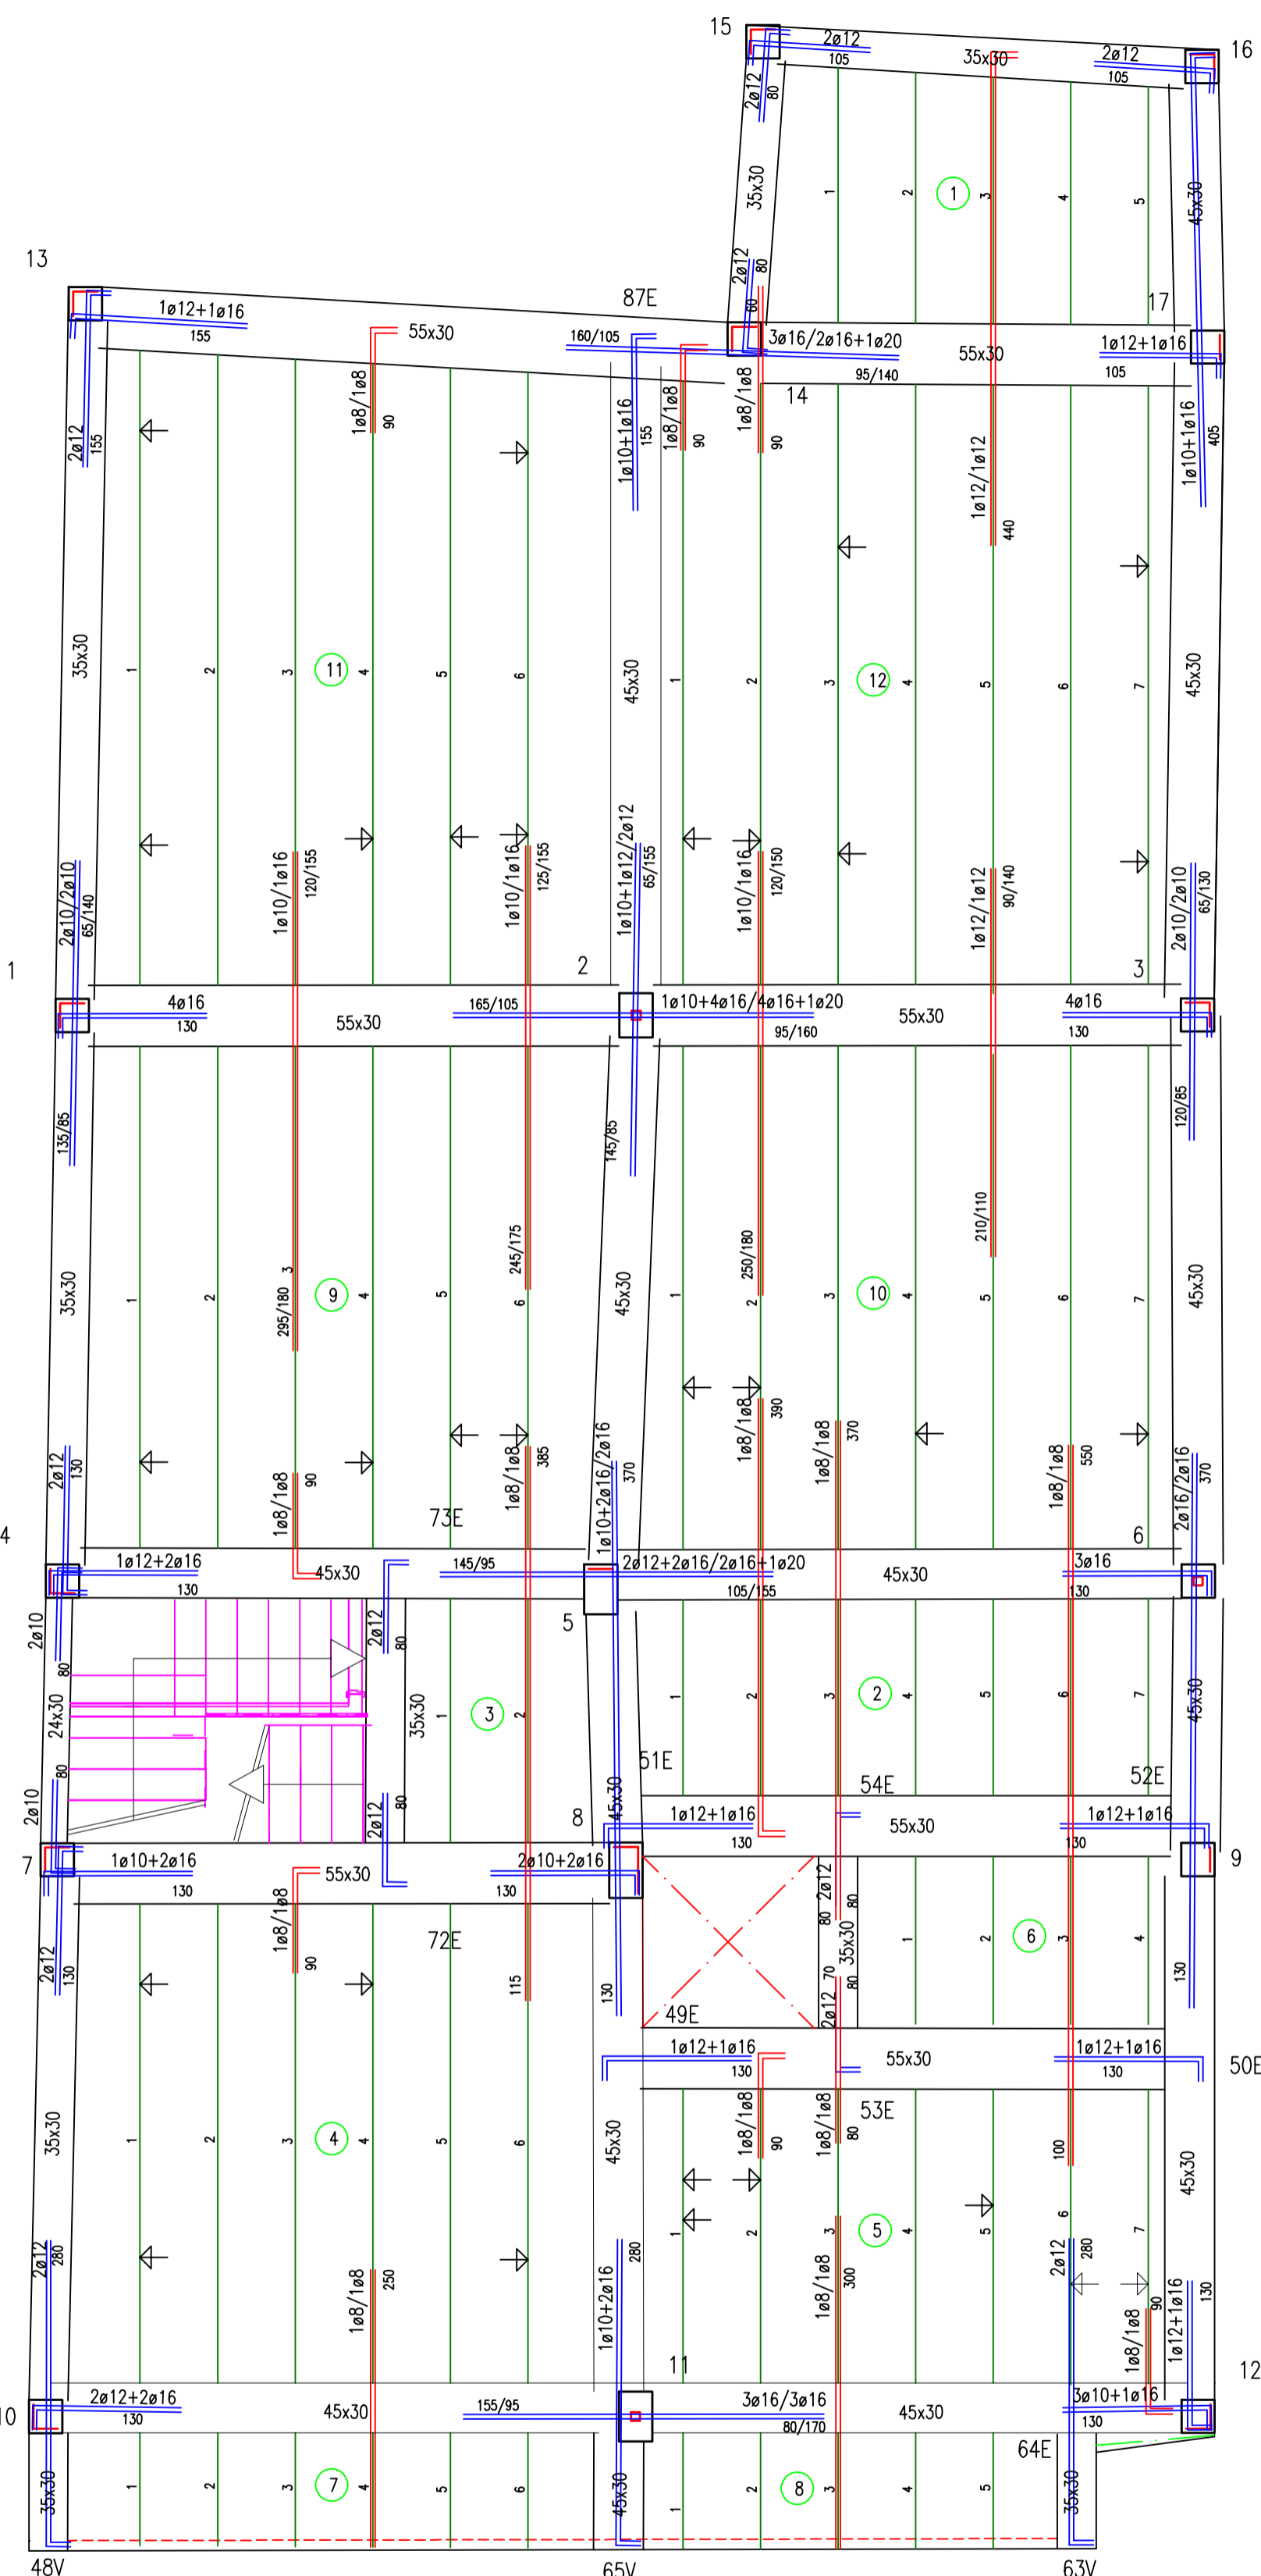 15
2ø12
105
35x30
2ø12
105
16
2ø12
80
35x30
1
2
1
3
4
5
45x30
2ø12
80
60
13
1ø12+1ø16
155
87E
55x30
160/105
3ø16/2ø16+1ø20
95/140
55x30
17
1ø12+1ø16
105
14
2ø12
155
1ø8/1ø8
90
1ø10+1ø16
155
1ø8/1ø8
90
1ø8/1ø8
90
1ø12/1ø12
440
1ø10+1ø16
405
35x30
1
2
3
11
4
5
6
45x30
1
2
3
12
4
5
6
7
45x30
2ø10/2ø10
65/140
1ø10/1ø16
120/155
1ø10/1ø16
125/155
1ø10+1ø12/2ø12
65/155
1ø10/1ø16
120/150
1ø12/1ø12
90/140
2ø10/2ø10
65/130
1
2
3
4ø16
130
55x30
165/105
1ø10+4ø16/4ø16+1ø20
95/160
55x30
4ø16
130
135/85
145/85
120/85
295/180
245/175
250/180
210/110
35x30
1
2
3
9
4
5
6
45x30
1
2
3
10
4
5
6
7
45x30
2ø12
130
1ø8/1ø8
90
73E
1ø8/1ø8
385
1ø10+2ø16/2ø16
370
1ø8/1ø8
390
1ø8/1ø8
370
1ø8/1ø8
550
2ø16/2ø16
370
4
6
1ø12+2ø16
130
45x30
145/95
2ø12+2ø16/2ø16+1ø20
105/155
45x30
3ø16
130
5
2ø10
80
2ø12
80
24x30
35x30
1
3
2
1
2
3
2
4
5
6
7
45x30
2ø10
80
2ø12
80
45x30
51E
54E
52E
8
7
9
1ø10+2ø16
130
55x30
2ø10+2ø16
130
1ø12+1ø16
130
55x30
1ø12+1ø16
130
2ø12
130
1ø8/1ø8
90
72E
115
130
2ø12
80
80
35x30
1
2
6
3
4
130
49E
2ø12
70
80
1ø12+1ø16
130
55x30
1ø12+1ø16
130
50E
53E
35x30
1
2
3
4
4
5
6
45x30
1ø8/1ø8
90
1ø8/1ø8
80
100
45x30
1
2
3
5
4
5
6
7
2ø12
280
1ø8/1ø8
250
1ø10+2ø16
280
1ø8/1ø8
300
2ø12
280
1ø8/1ø8
90
1ø12+1ø16
130
11
12
10
2ø12+2ø16
130
45x30
155/95
3ø16/3ø16
80/170
45x30
3ø10+1ø16
130
64E
35x30
1
2
3
7
4
5
6
45x30
1
2
8
3
4
5
35x30
48V
65V
63V